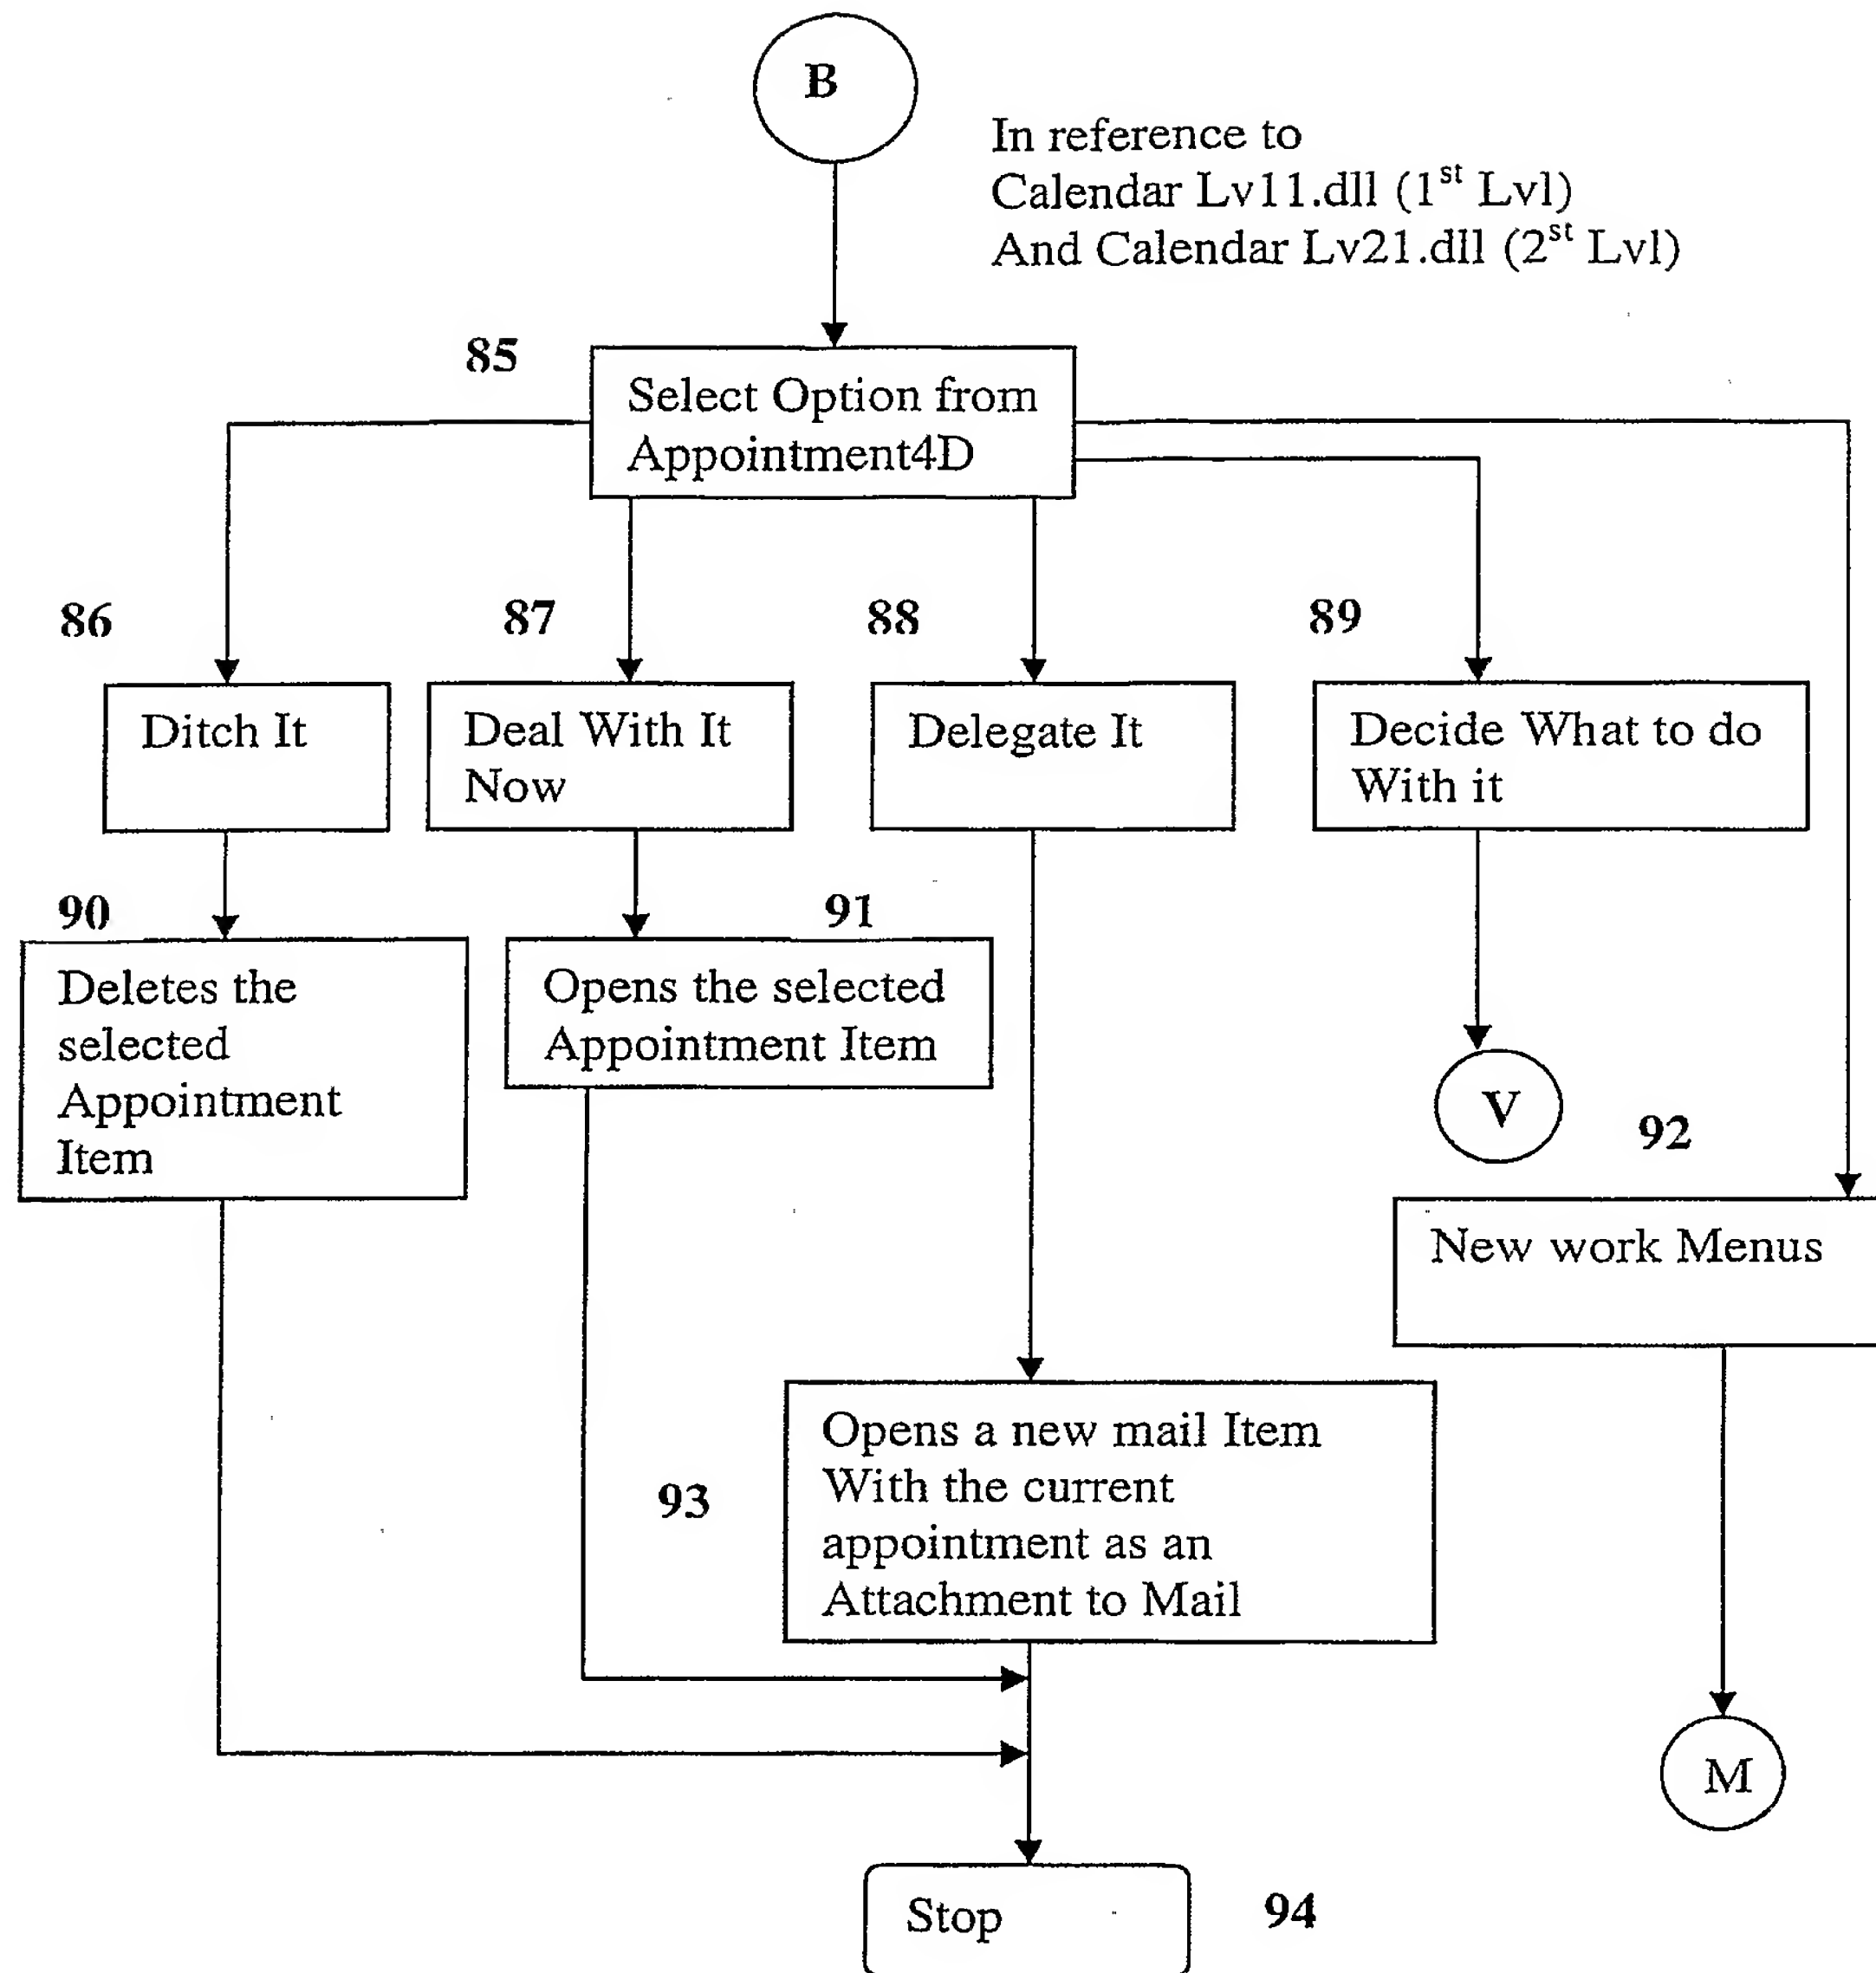 B
In reference to
Calendar Lv11.dll (1st Lvl)
And Calendar Lv21.dll (2st Lvl)
85
Select Option from
Appointment4D
86
87
88
89
Ditch It
Deal With It
Now
Delegate It
Decide What to do
With it
90
91
Deletes the
selected
Appointment
Item
Opens the selected
Appointment Item
V
92
New work Menus
93
Opens a new mail Item
With the current
appointment as an
Attachment to Mail
M
Stop
94